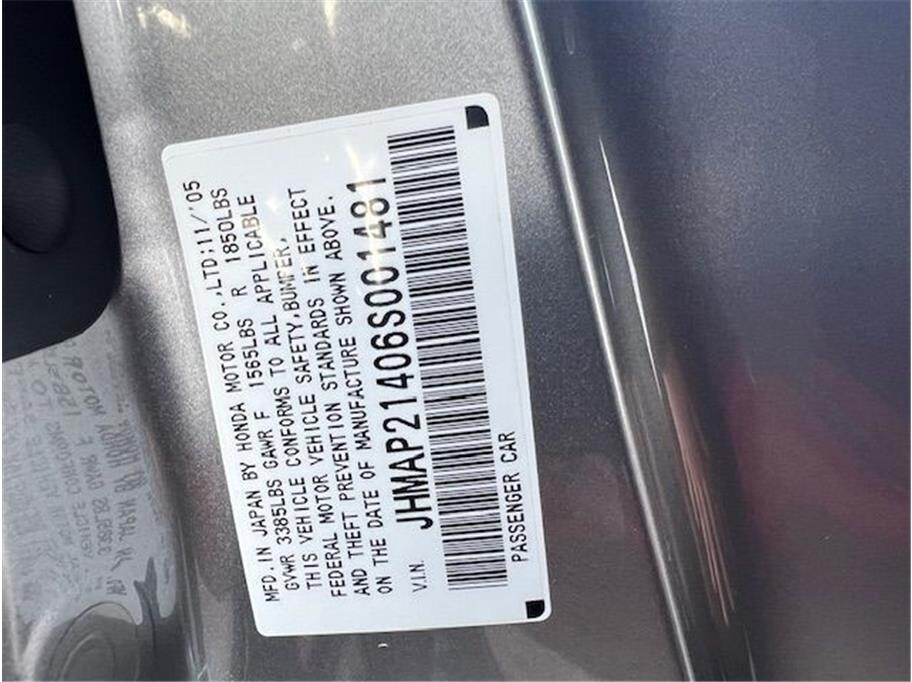 MFD. IN JAPAN BY HONDA MOTOR CO., LTD; 11/'05
GVWR 3385LBS GAWR F 1565LBS R 1850LBS
THIS VEHICLE CONFORMS TO ALL APPLICABLE
FEDERAL MOTOR VEHICLE SAFETY, BUMPER,
AND THEFT PREVENTION STANDARDS IN EFFECT
ON THE DATE OF MANUFACTURE SHOWN ABOVE.
V.I.N. JHMAP21406S001481
PASSENGER CAR